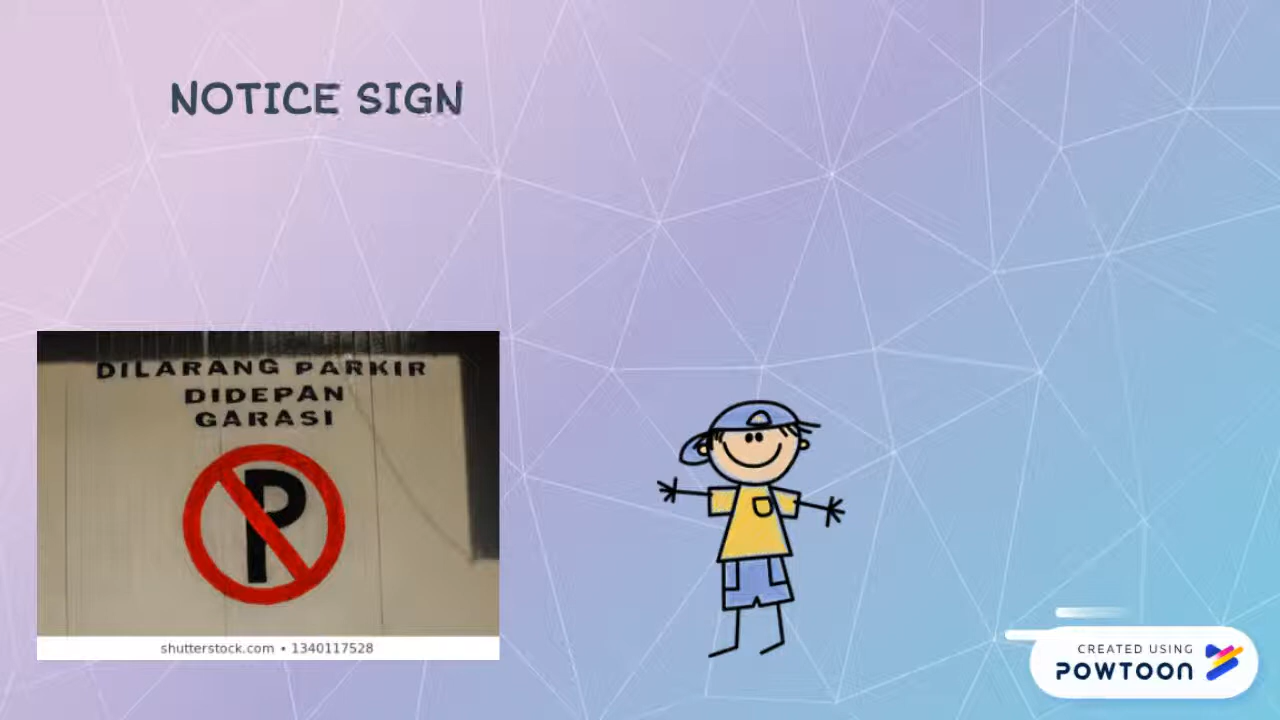 NOTICE SIGN
DILARANG PARKIR
DIDEPAN
GARASI
P
shutterstock.com • 1340117528
CREATED USING
POWTOON